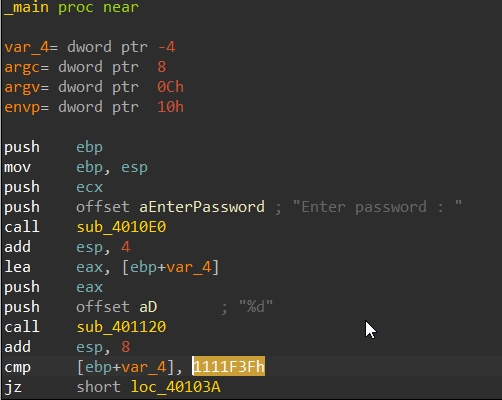 _main proc near
var_4= dword ptr -4
argc= dword ptr  8
argv= dword ptr  0Ch
envp= dword ptr  10h
push    ebp
mov     ebp, esp
push    ecx
push    offset aEnterPassword ; "Enter password : "
call    sub_4010E0
add     esp, 4
lea     eax, [ebp+var_4]
push    eax
push    offset aD       ; "%d"
call    sub_401120
add     esp, 8
cmp     [ebp+var_4], 1111F3Fh
jz      short loc_40103A